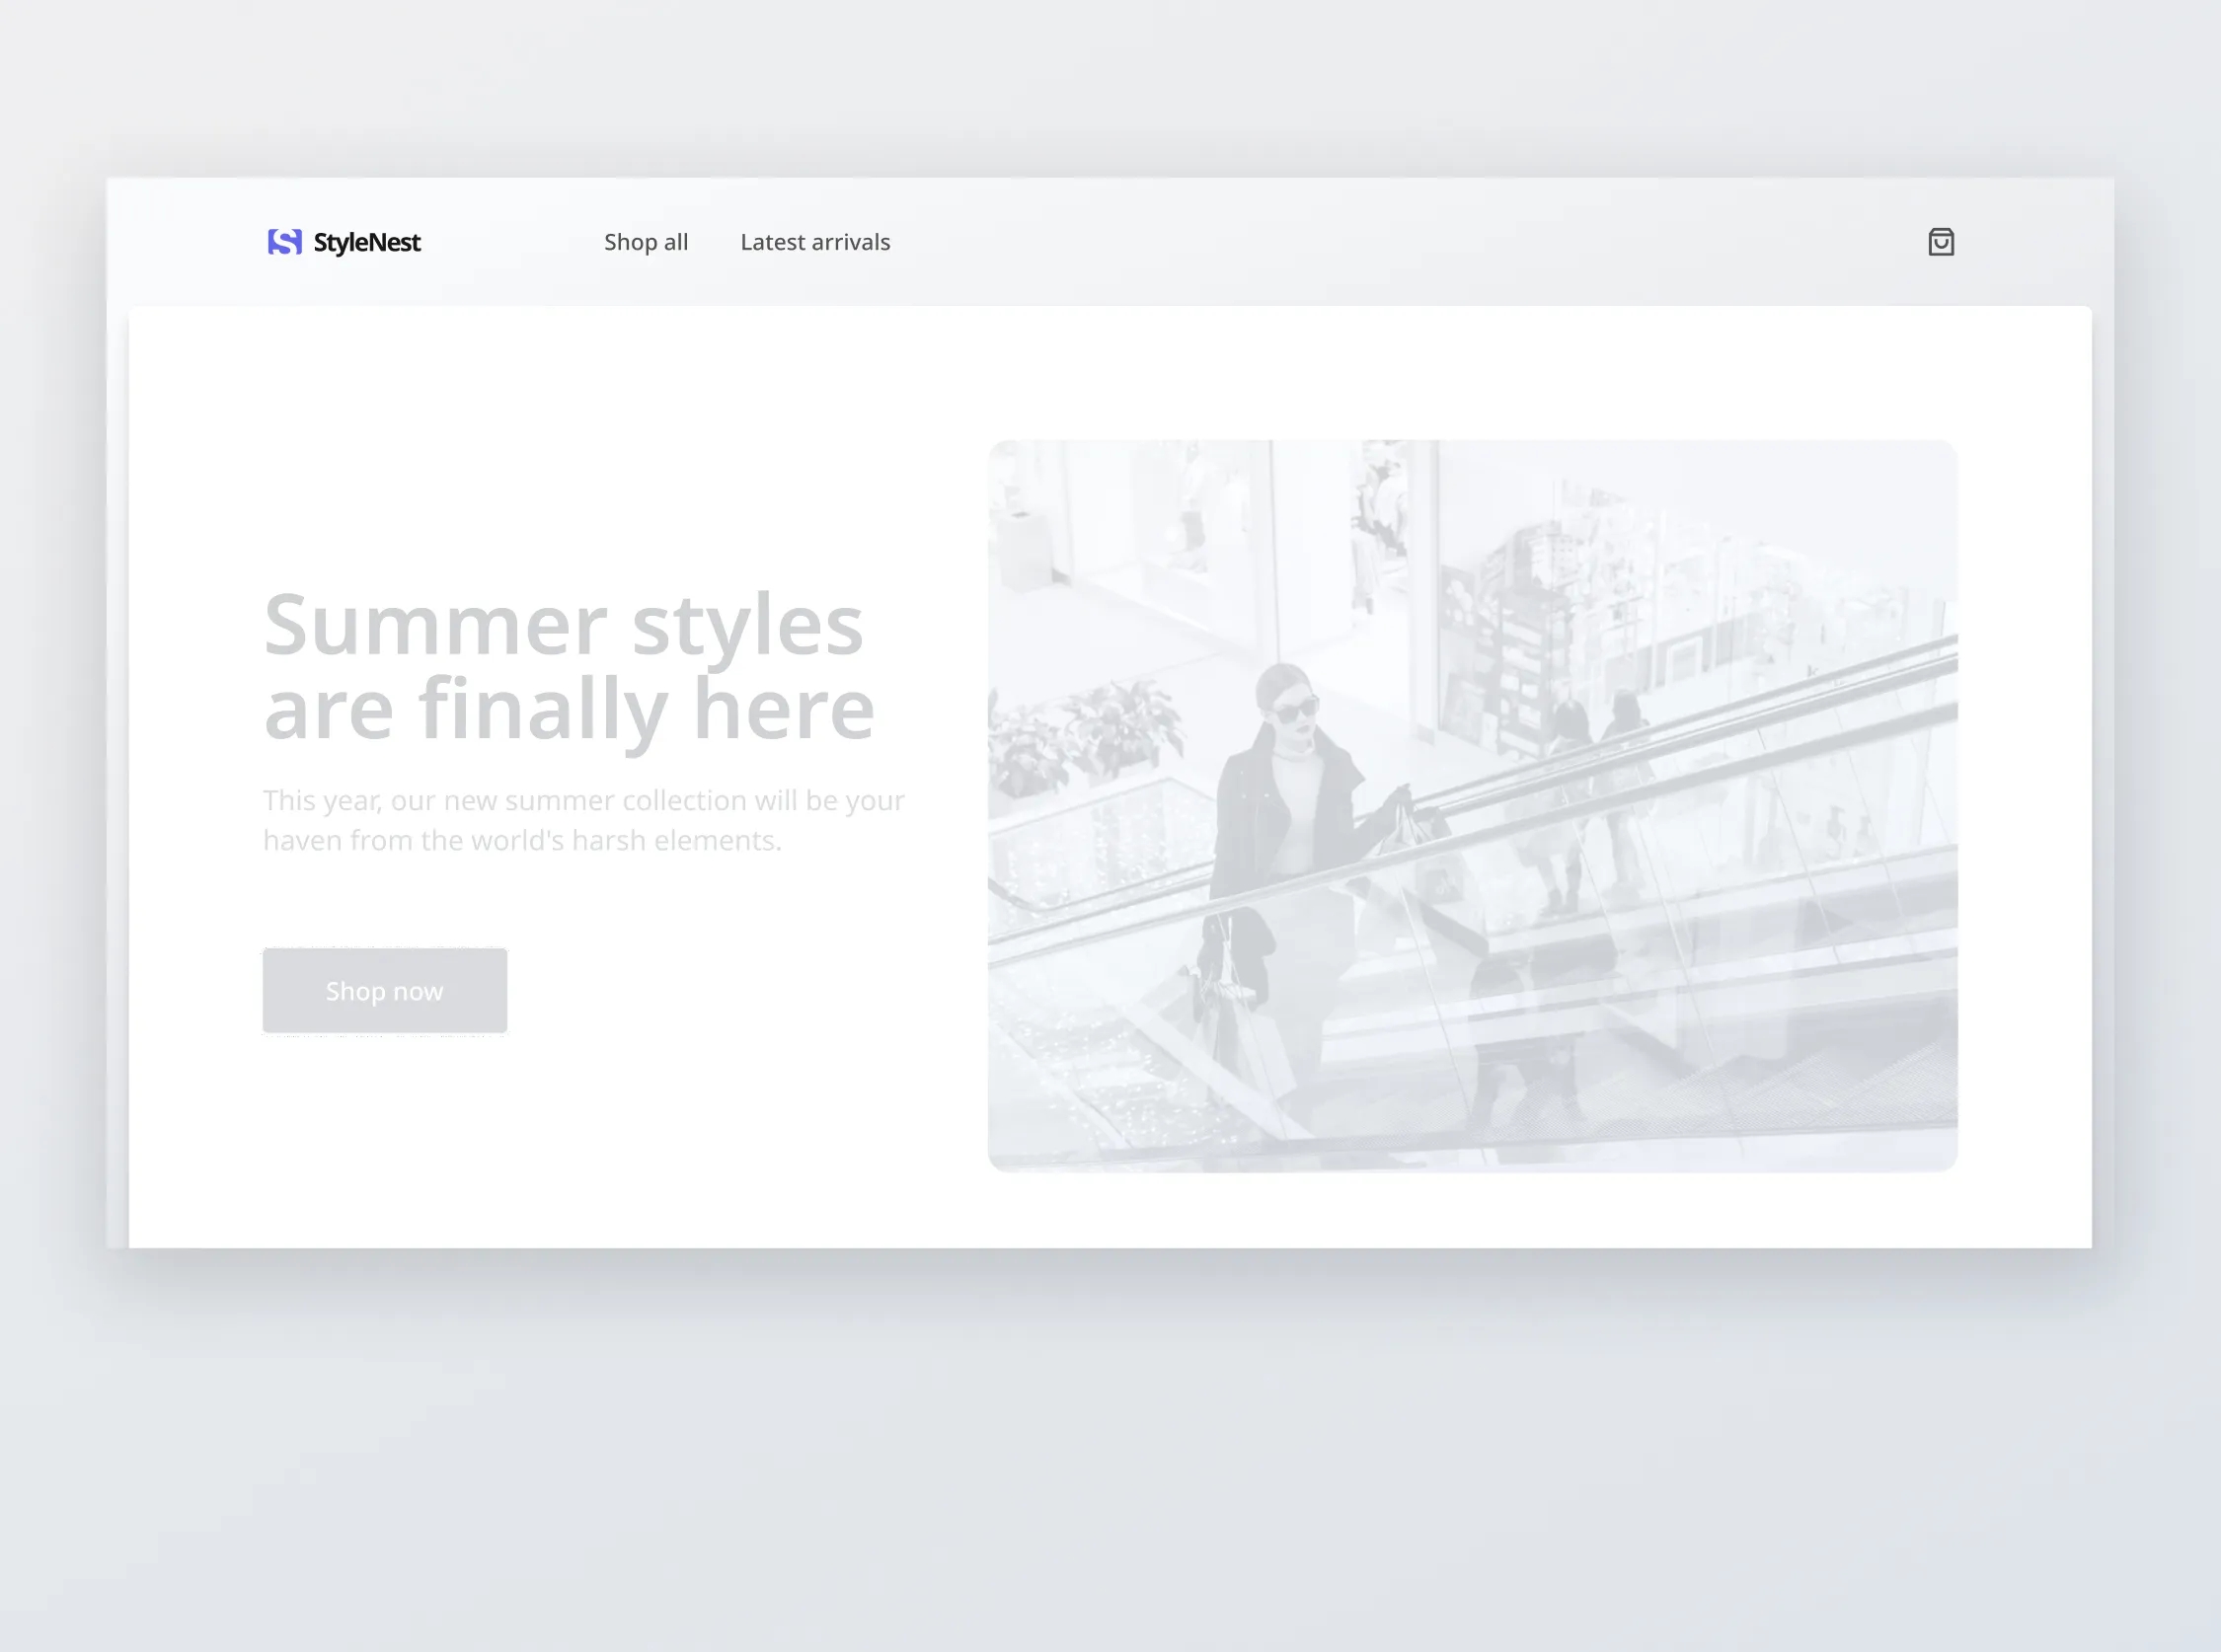 StyleNest
Shop all
Latest arrivals
Summer styles
are finally here
This year, our new summer collection will be your
haven from the world's harsh elements.
Shop now